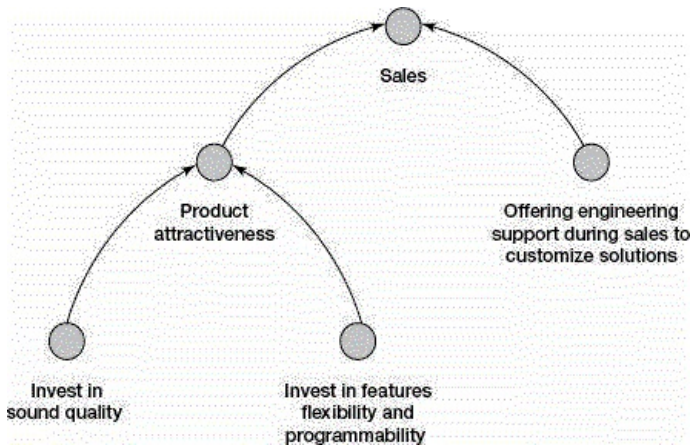 Sales
Product
attractiveness
Offering engineering
support during sales to
customize solutions
Invest in
sound quality
Invest in features
flexibility and
programmability